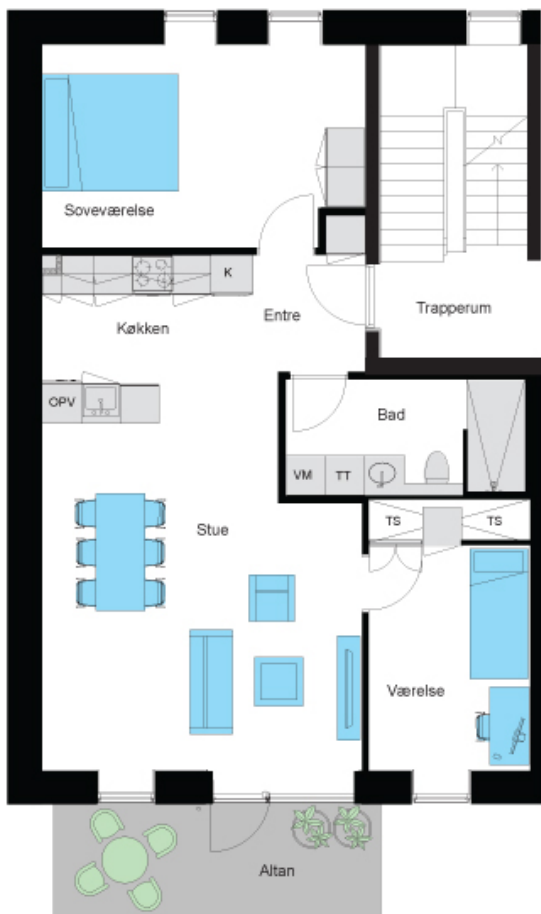 Soveværelse
K
Køkken
Entre
Trapperum
OPV
Bad
VM
TT
TS
TS
Stue
Værelse
Altan